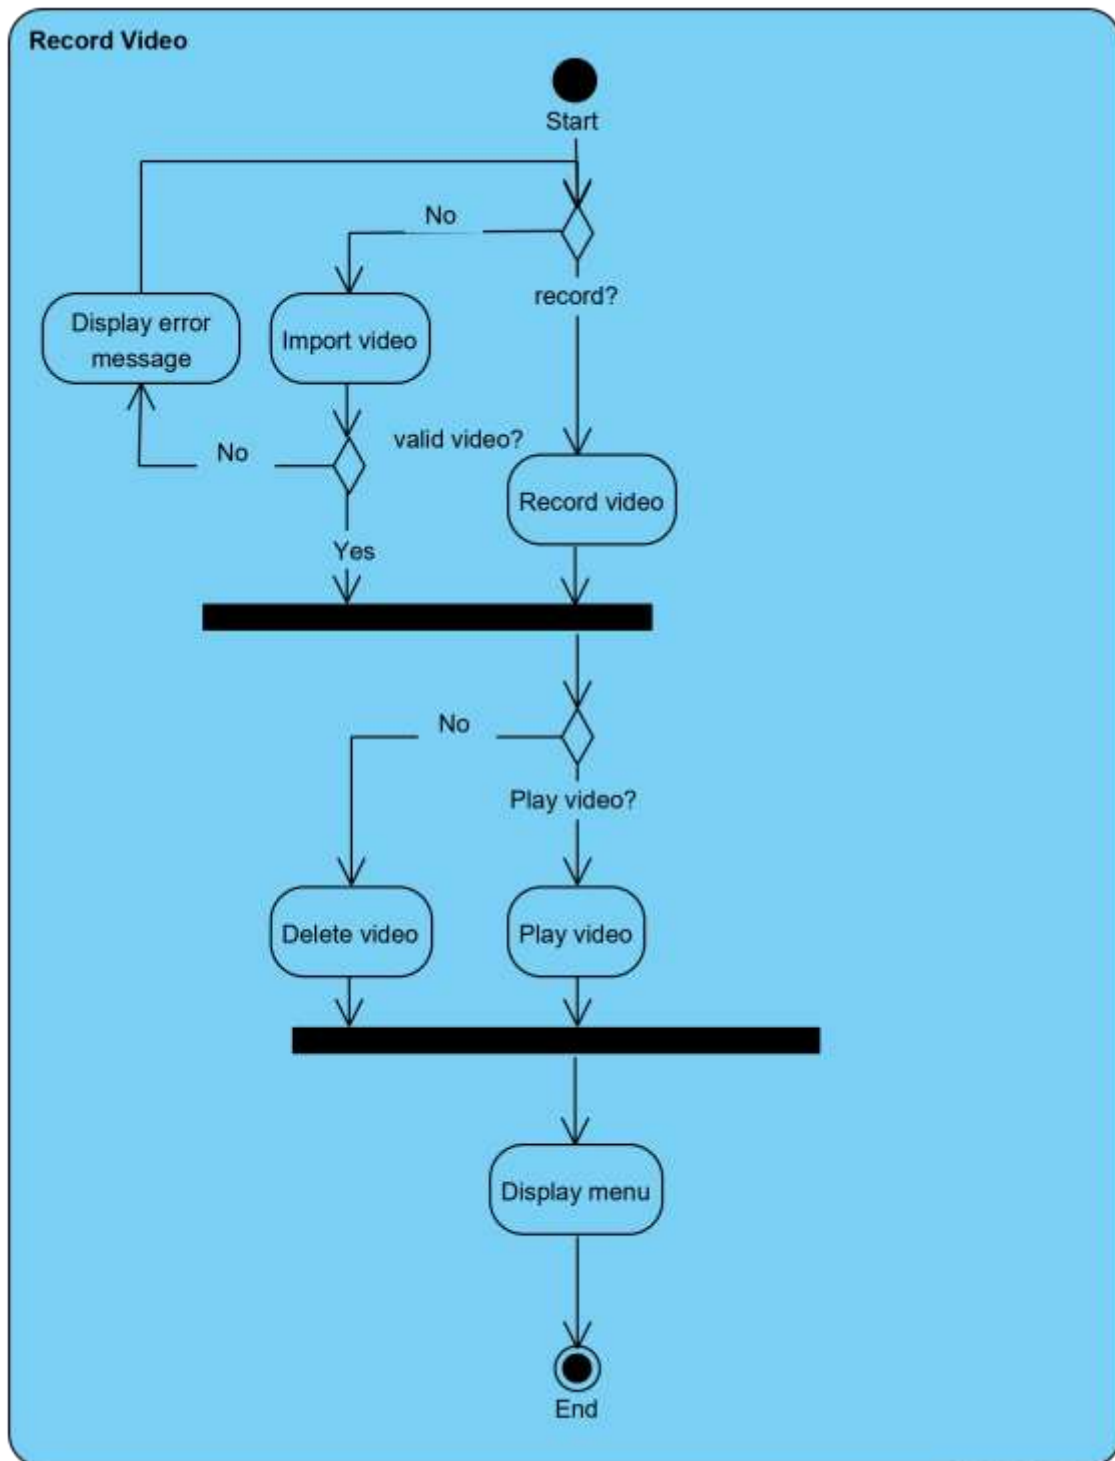 Record Video
Start
No
record?
Display error
message
Import video
valid video?
No
Record video
Yes
No
Play video?
Delete video
Play video
Display menu
End